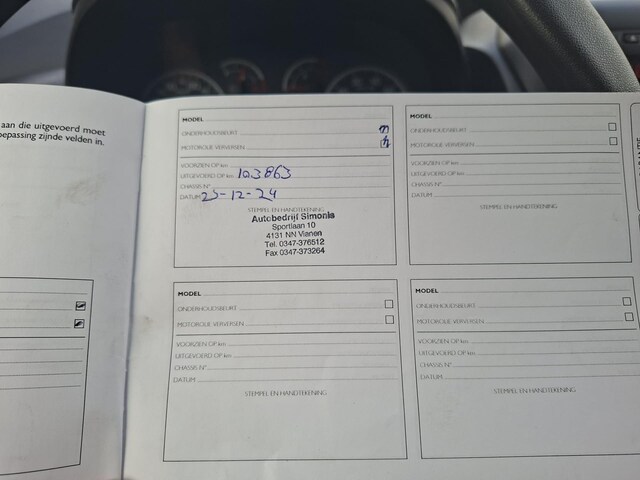 aan die uitgevoerd moet
oepassing zijnde velden in.
MODEL
ONDERHOUDSBEURT
MOTOROLIE VERVERSEN
VOORZIEN OP km
UITGEVOERD OP km 103863
CHASSIS N°
DATUM 23-12-24
STEMPEL EN HANDTEKENING
Autobedrijf Simonis
Sportlaan 10
4131 NN Vianen
Tel. 0347-376512
Fax 0347-373264
MODEL
ONDERHOUDSBEURT
MOTOROLIE VERVERSEN
VOORZIEN OP km
UITGEVOERD OP km
CHASSIS N°
DATUM
STEMPEL EN HANDTEKENING
MODEL
ONDERHOUDSBEURT
MOTOROLIE VERVERSEN
VOORZIEN OP km
UITGEVOERD OP km
CHASSIS N°
DATUM
STEMPEL EN HANDTEKENING
MODEL
ONDERHOUDSBEURT
MOTOROLIE VERVERSEN
VOORZIEN OP km
UITGEVOERD OP km
CHASSIS N°
DATUM
STEMPEL EN HANDTEKENING